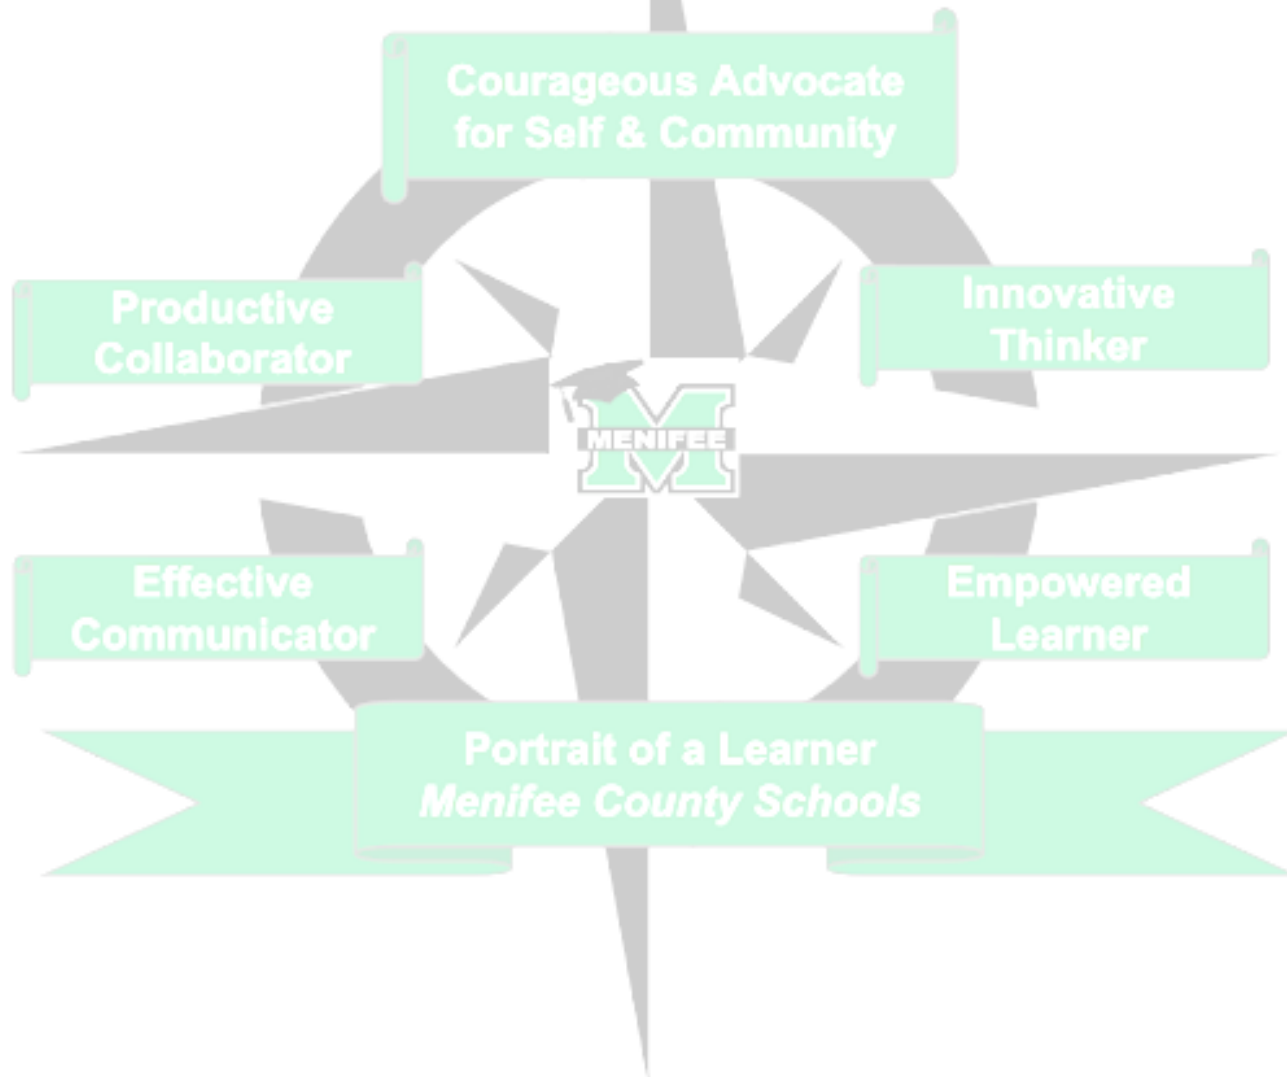 Courageous Advocate
for Self & Community
Productive
Collaborator
Innovative
Thinker
MENIFEE
Effective
Communicator
Empowered
Learner
Portrait of a Learner
Menifee County Schools